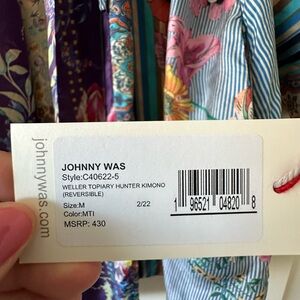 johnnywas.com
JOHNNY WAS
Style:C40622-5
WELLER TOPIARY HUNTER KIMONO
(REVERSIBLE)
Size:M 2/22
Color:MTI
MSRP: 430
1 96521 04820 8